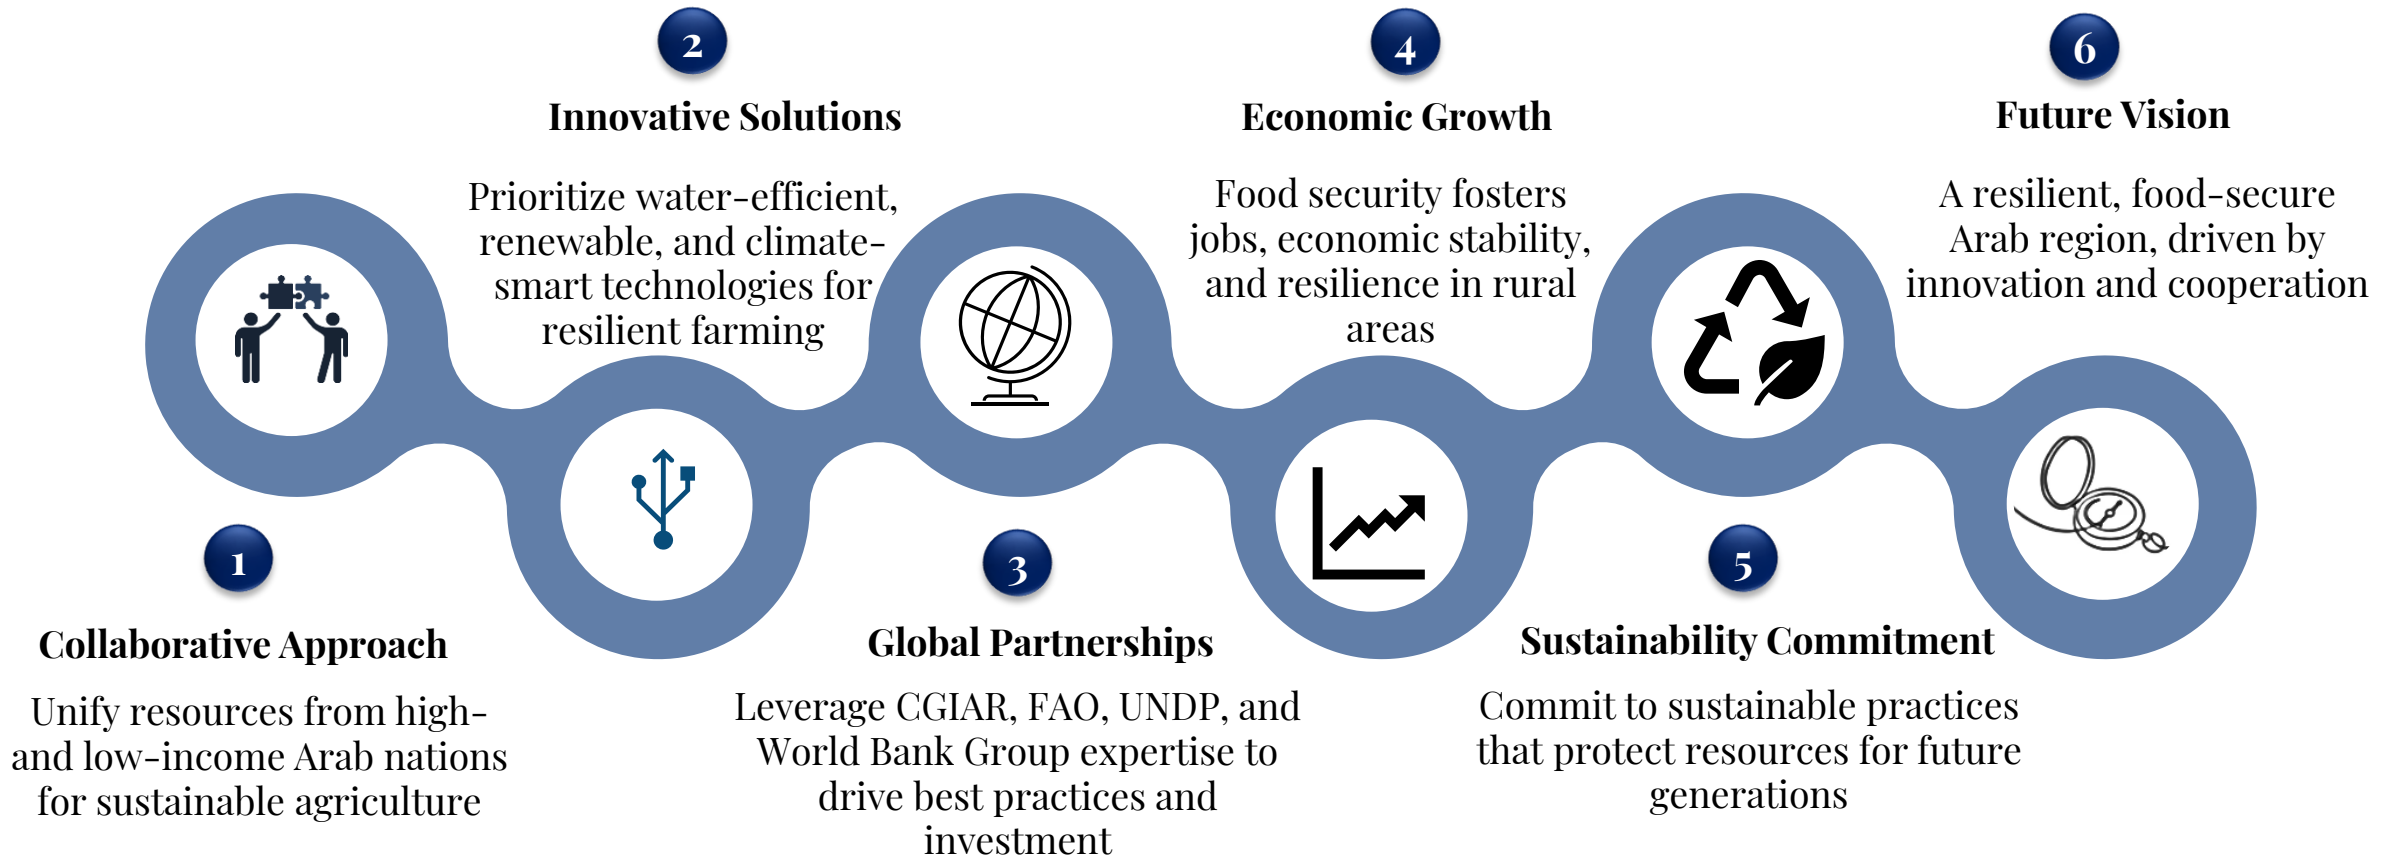 1
Collaborative Approach
Unify resources from high-
and low-income Arab nations
for sustainable agriculture
2
Innovative Solutions
Prioritize water-efficient,
renewable, and climate-
smart technologies for
resilient farming
3
Global Partnerships
Leverage CGIAR, FAO, UNDP, and
World Bank Group expertise to
drive best practices and
investment
4
Economic Growth
Food security fosters
jobs, economic stability,
and resilience in rural
areas
5
Sustainability Commitment
Commit to sustainable practices
that protect resources for future
generations
6
Future Vision
A resilient, food-secure
Arab region, driven by
innovation and cooperation